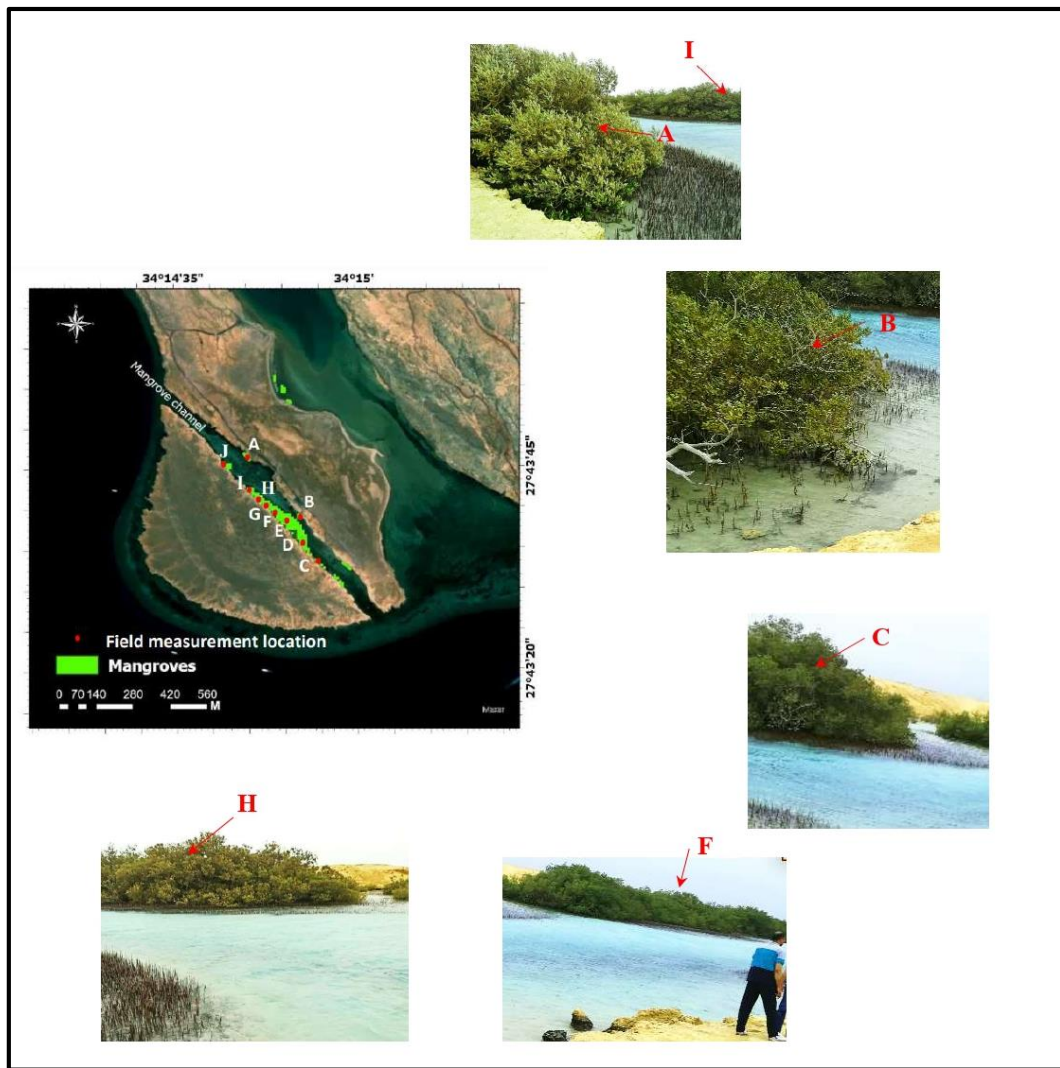 I
A
34°14'35" 34°15'
B
Mangrove channel
A
J
27°43'45"
I
H
B
G
F
E
D
C
Field measurement location
Mangroves
27°43'20"
0 70 140 280 420 560
M
Maxar
C
H
F